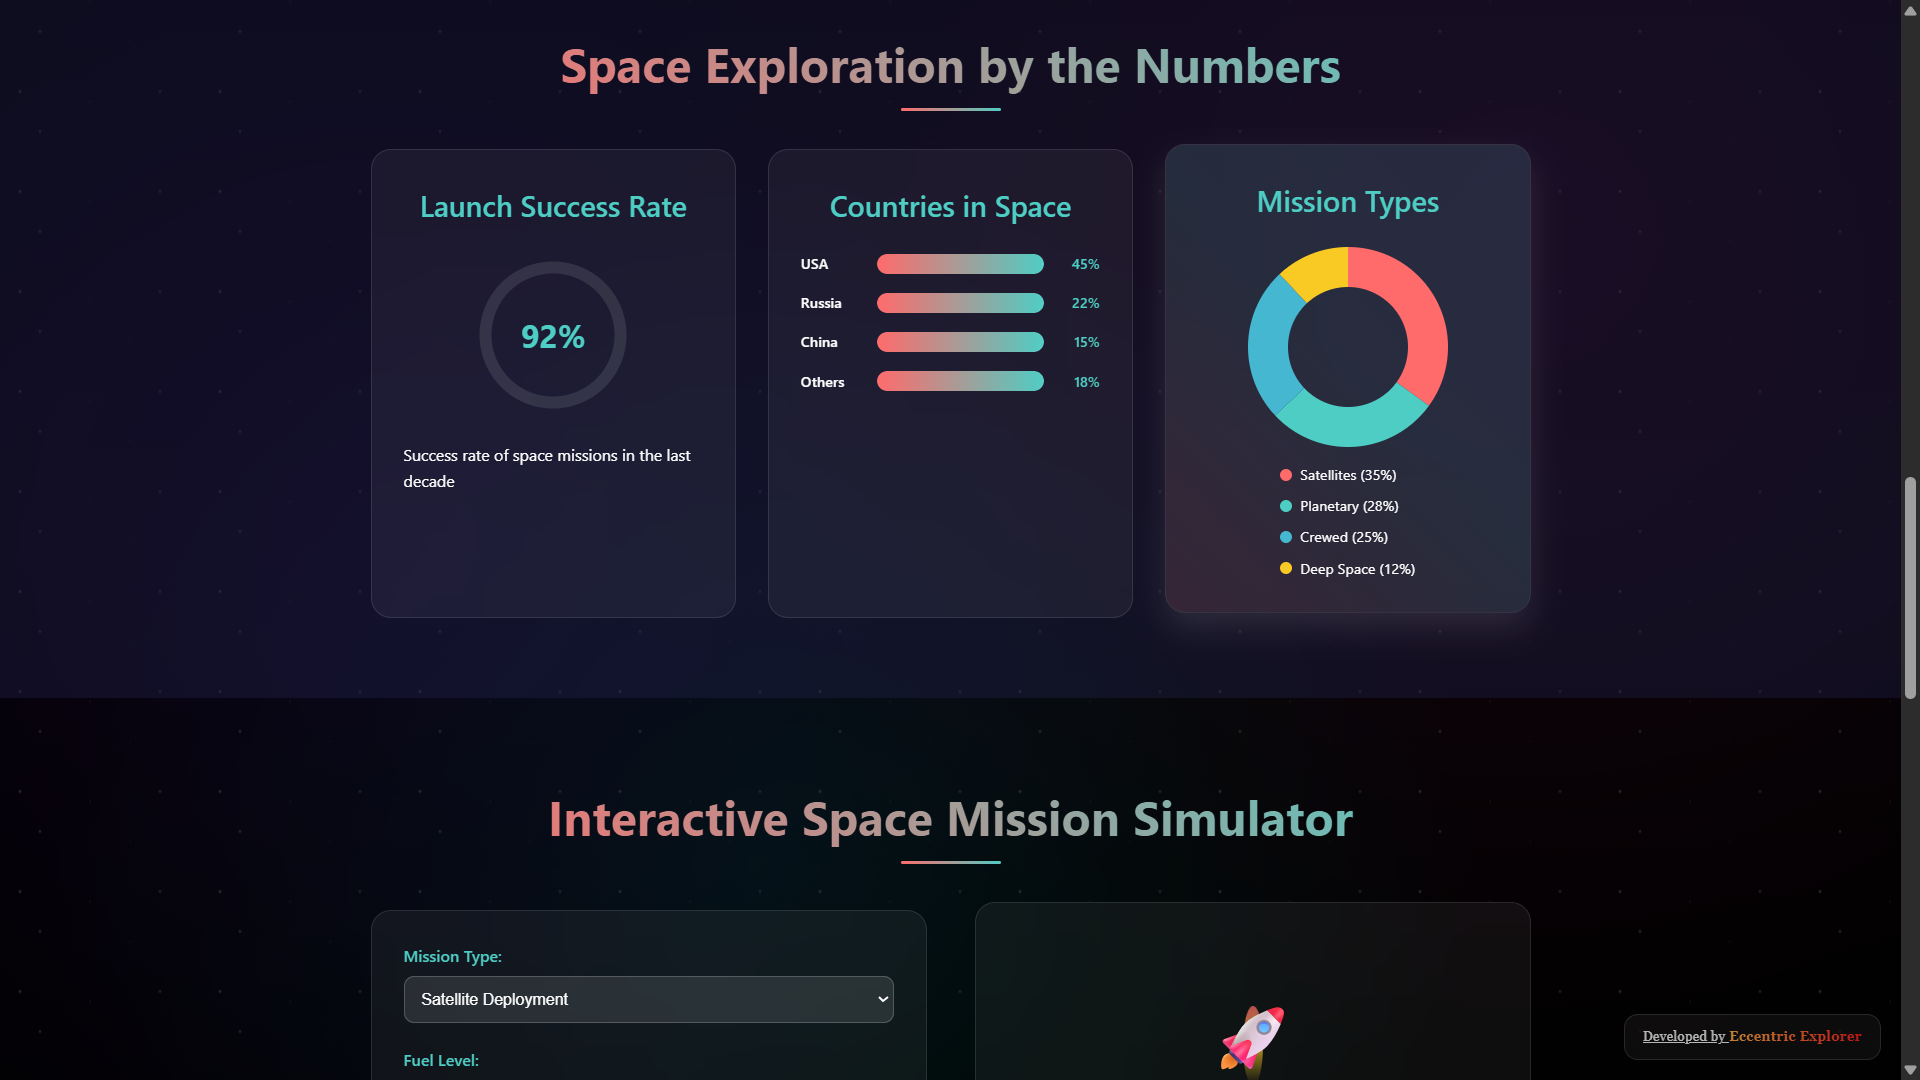 Space Exploration by the Numbers
Launch Success Rate
92%
Success rate of space missions in the last
decade
Countries in Space
USA 45%
Russia 22%
China 15%
Others 18%
Mission Types
Satellites (35%)
Planetary (28%)
Crewed (25%)
Deep Space (12%)
Interactive Space Mission Simulator
Mission Type:
Satellite Deployment
Fuel Level:
Developed by Eccentric Explorer